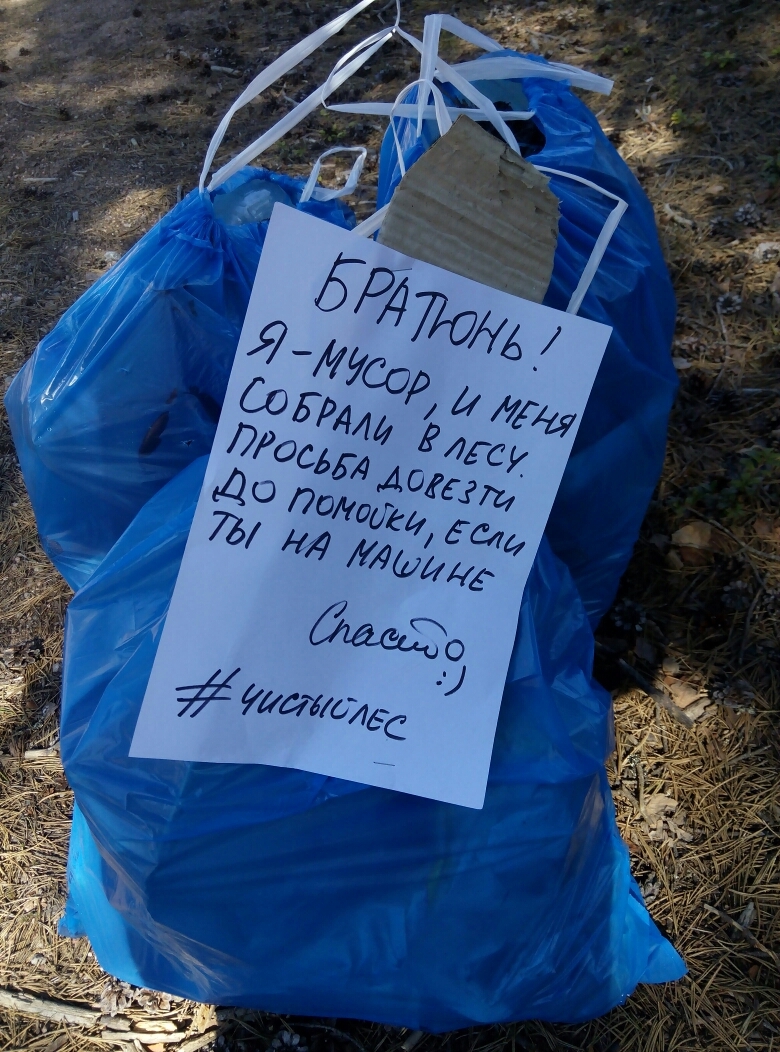 БРАТЮНЬ!
Я - МУСОР, И МЕНЯ
СОБРАЛИ В ЛЕСУ.
ПРОСЬБА ДОВЕЗТИ
ДО ПОМОЙКИ, ЕСЛИ
ТЫ НА МАШИНЕ
Спасибо
:)
#ЧИСТЫЙЛЕС